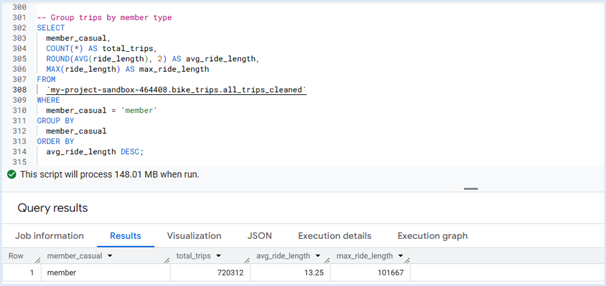 300
301 -- Group trips by member type
302 SELECT
303 member_casual,
304 COUNT(*) AS total_trips,
305 ROUND(AVG(ride_length), 2) AS avg_ride_length,
306 MAX(ride_length) AS max_ride_length
307 FROM
308 `my-project-sandbox-464408.bike_trips.all_trips_cleaned`
309 WHERE
310 member_casual = 'member'
311 GROUP BY
312 member_casual
313 ORDER BY
314 avg_ride_length DESC;
315
This script will process 148.01 MB when run.
Query results
Job information Results Visualization JSON Execution details Execution graph
Row member_casual total_trips avg_ride_length max_ride_length
1 member 720312 13.25 101667